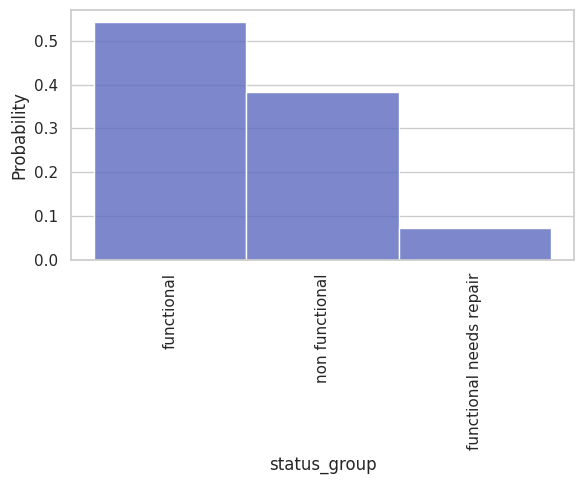 Probability
0.5
0.4
0.3
0.2
0.1
0.0
functional
non functional
functional needs repair
status_group